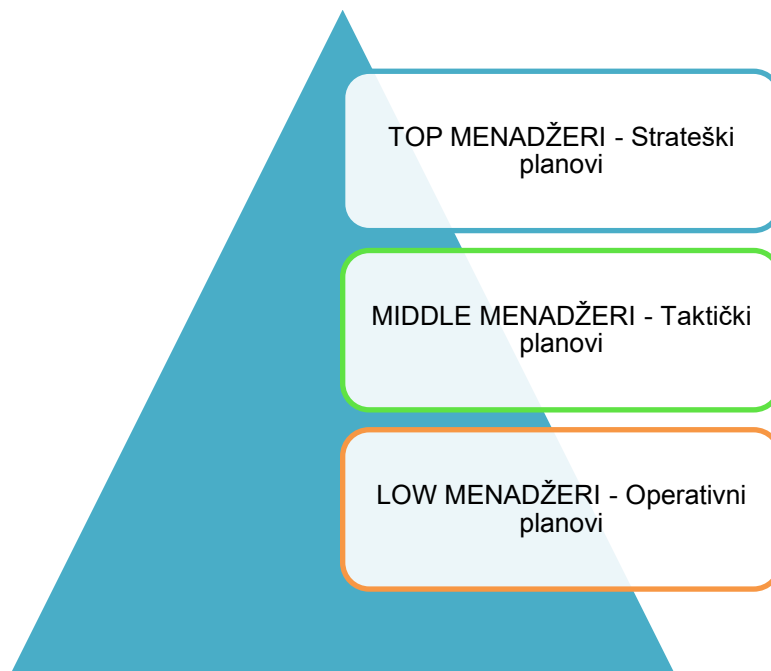 TOP MENADŽERI - Strateški
planovi
MIDDLE MENADŽERI - Taktički
planovi
LOW MENADŽERI - Operativni
planovi